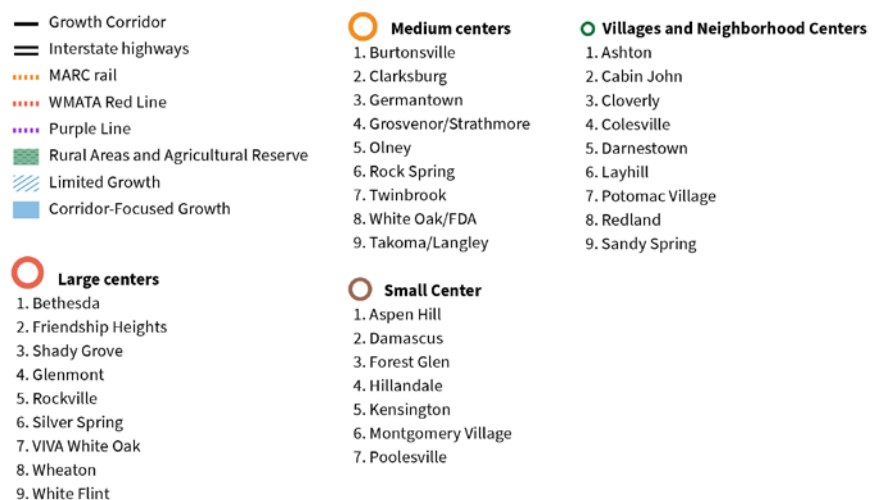 Growth Corridor
Interstate highways
MARC rail
WMATA Red Line
Purple Line
Rural Areas and Agricultural Reserve
Limited Growth
Corridor-Focused Growth
Large centers
1. Bethesda
2. Friendship Heights
3. Shady Grove
4. Glenmont
5. Rockville
6. Silver Spring
7. VIVA White Oak
8. Wheaton
9. White Flint
Medium centers
1. Burtonsville
2. Clarksburg
3. Germantown
4. Grosvenor/Strathmore
5. Olney
6. Rock Spring
7. Twinbrook
8. White Oak/FDA
9. Takoma/Langley
Small Center
1. Aspen Hill
2. Damascus
3. Forest Glen
4. Hillandale
5. Kensington
6. Montgomery Village
7. Poolesville
Villages and Neighborhood Centers
1. Ashton
2. Cabin John
3. Cloverly
4. Colesville
5. Darnestown
6. Layhill
7. Potomac Village
8. Redland
9. Sandy Spring